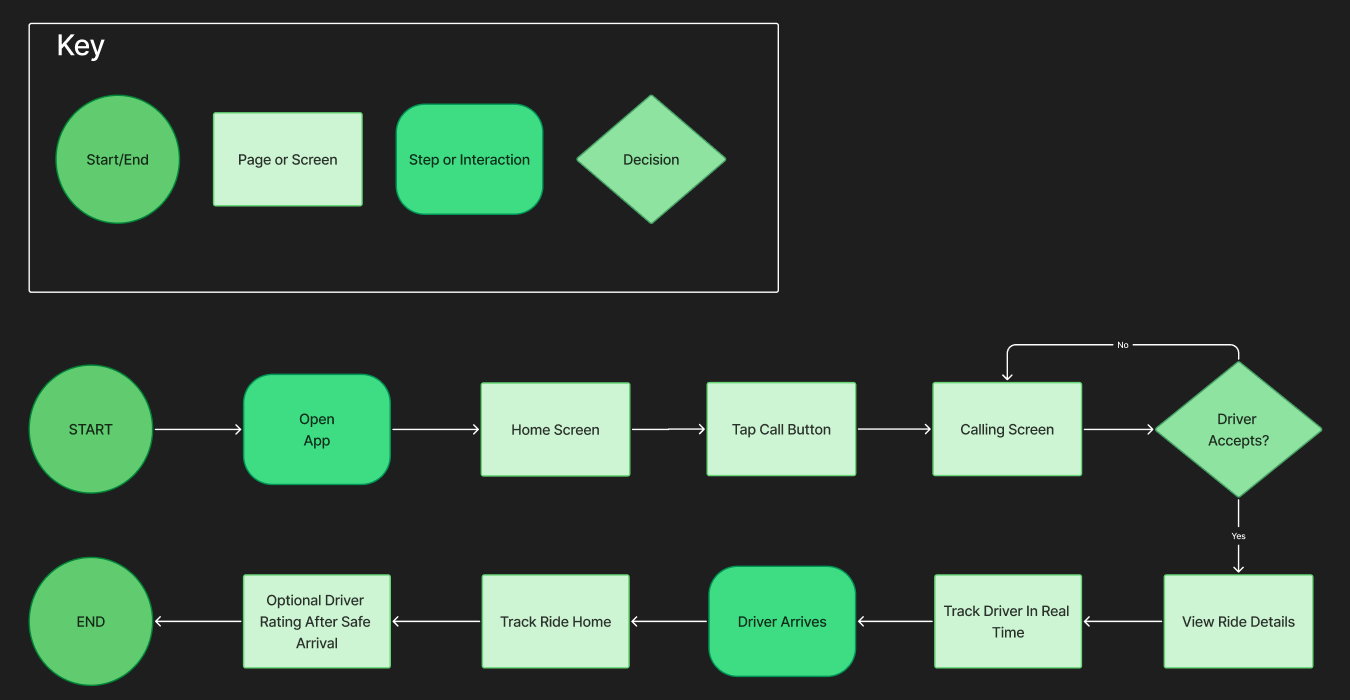 Key
Start/End
Page or Screen
Step or Interaction
Decision
No
START
Open
App
Home Screen
Tap Call Button
Calling Screen
Driver
Accepts?
Yes
END
Optional Driver
Rating After Safe
Arrival
Track Ride Home
Driver Arrives
Track Driver In Real
Time
View Ride Details